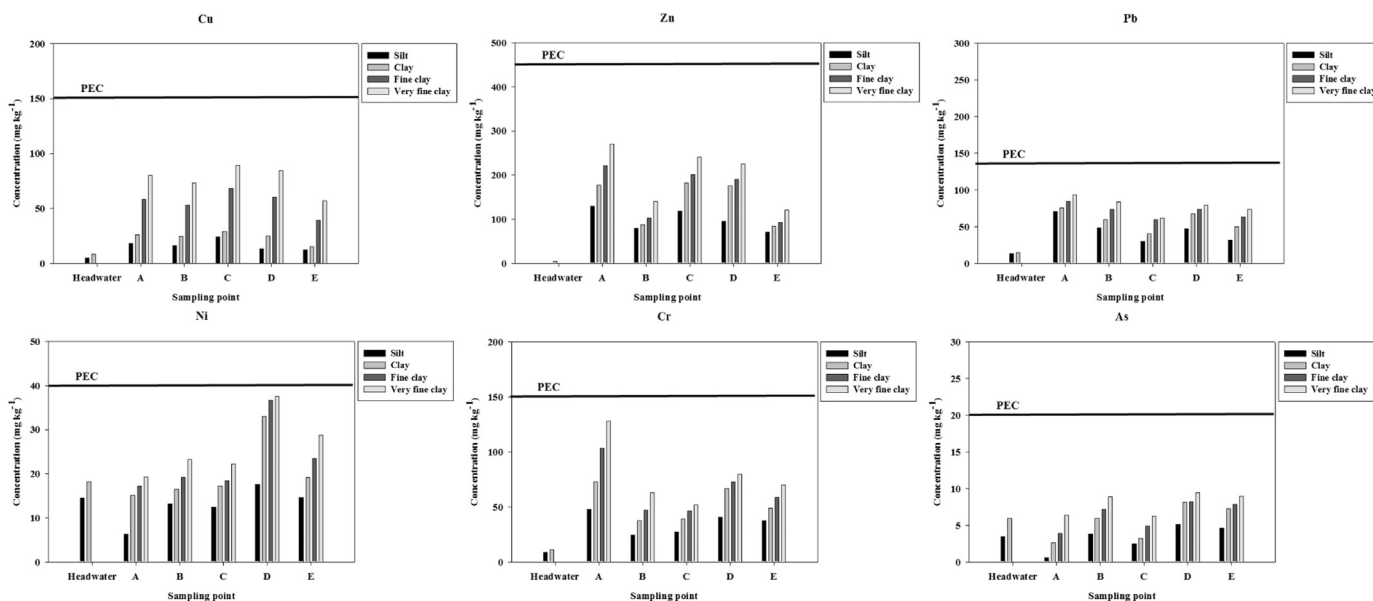 Cu
Concentration (mg kg-1)
200
150
100
50
0
PEC
Silt
Clay
Fine clay
Very fine clay
Headwater A B C D E
Sampling point
Zn
Concentration (mg kg-1)
500
400
300
200
100
0
PEC
Silt
Clay
Fine clay
Very fine clay
Headwater A B C D E
Sampling point
Pb
Concentration (mg kg-1)
300
250
200
150
100
50
0
PEC
Silt
Clay
Fine clay
Very fine clay
Headwater A B C D E
Sampling point
Ni
Concentration (mg kg-1)
50
40
30
20
10
0
PEC
Silt
Clay
Fine clay
Very fine clay
Headwater A B C D E
Sampling point
Cr
Concentration (mg kg-1)
200
150
100
50
0
PEC
Silt
Clay
Fine clay
Very fine clay
Headwater A B C D E
Sampling point
As
Concentration (mg kg-1)
30
25
20
15
10
5
0
PEC
Silt
Clay
Fine clay
Very fine clay
Headwater A B C D E
Sampling point